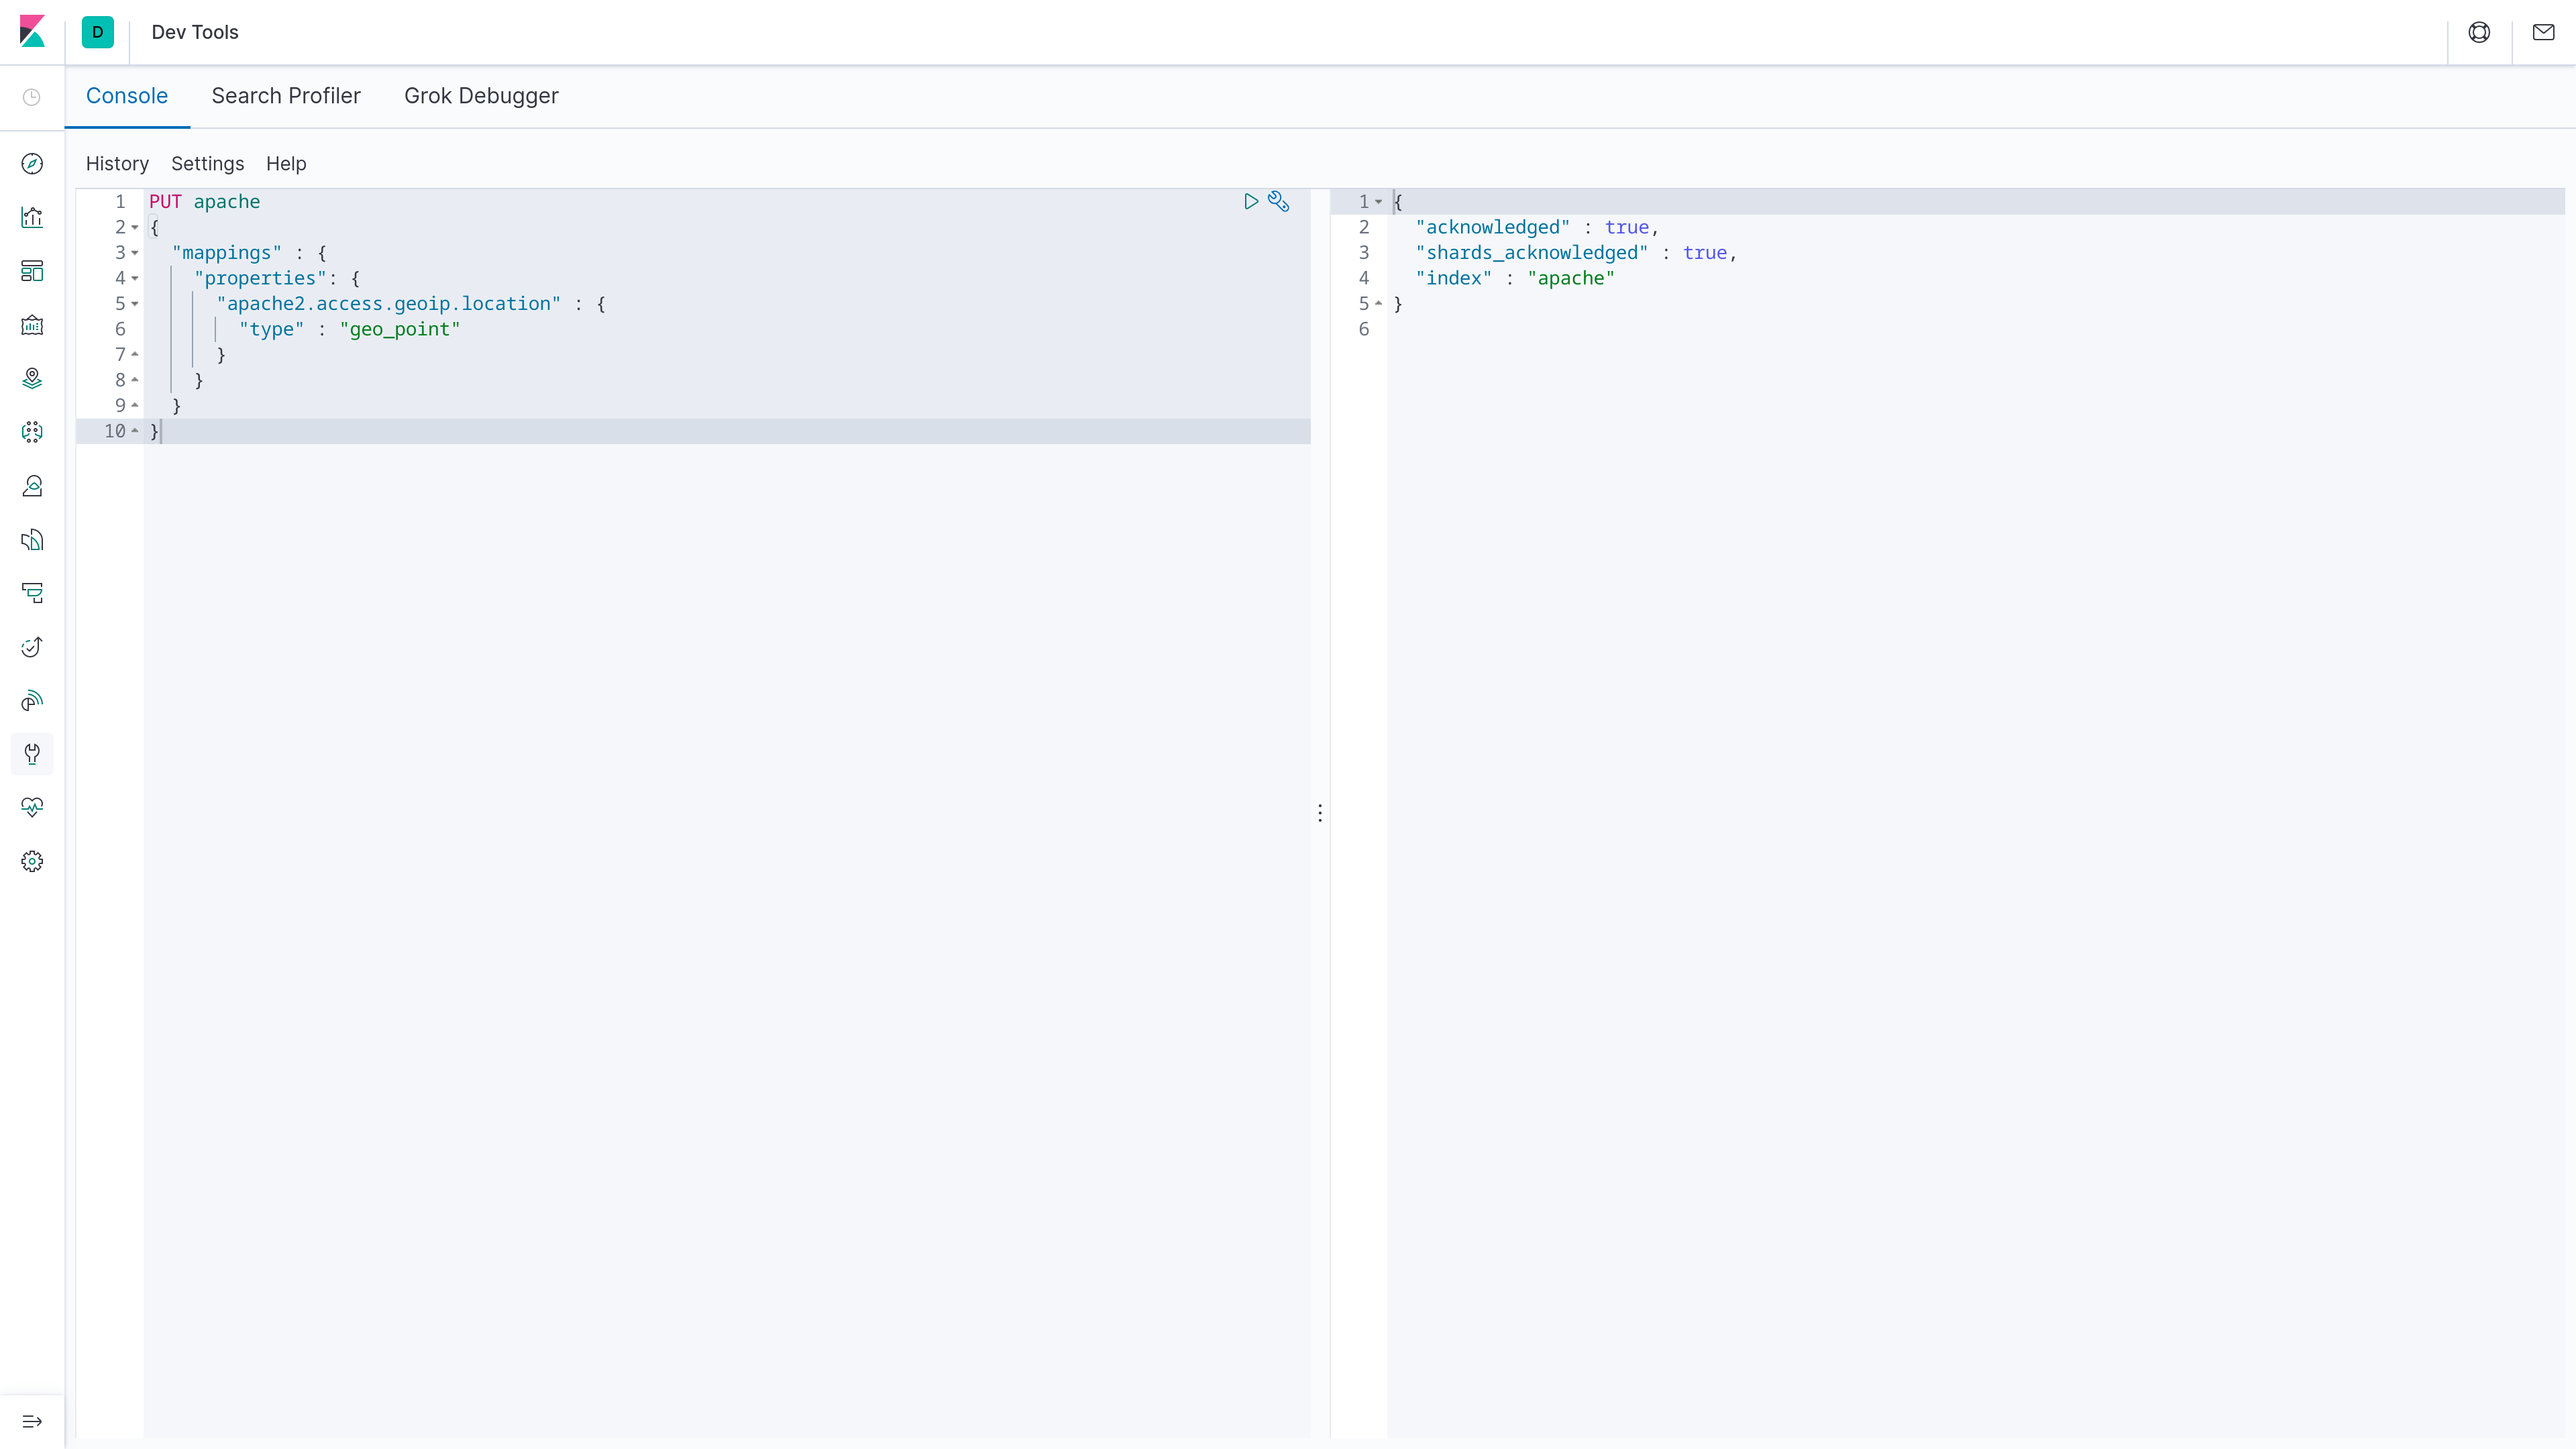 D Dev Tools
Console Search Profiler Grok Debugger
History Settings Help
1 PUT apache
2 {
3 "mappings" : {
4 "properties": {
5 "apache2.access.geoip.location" : {
6 "type" : "geo_point"
7 }
8 }
9 }
10 }
1 {
2 "acknowledged" : true,
3 "shards_acknowledged" : true,
4 "index" : "apache"
5 }
6